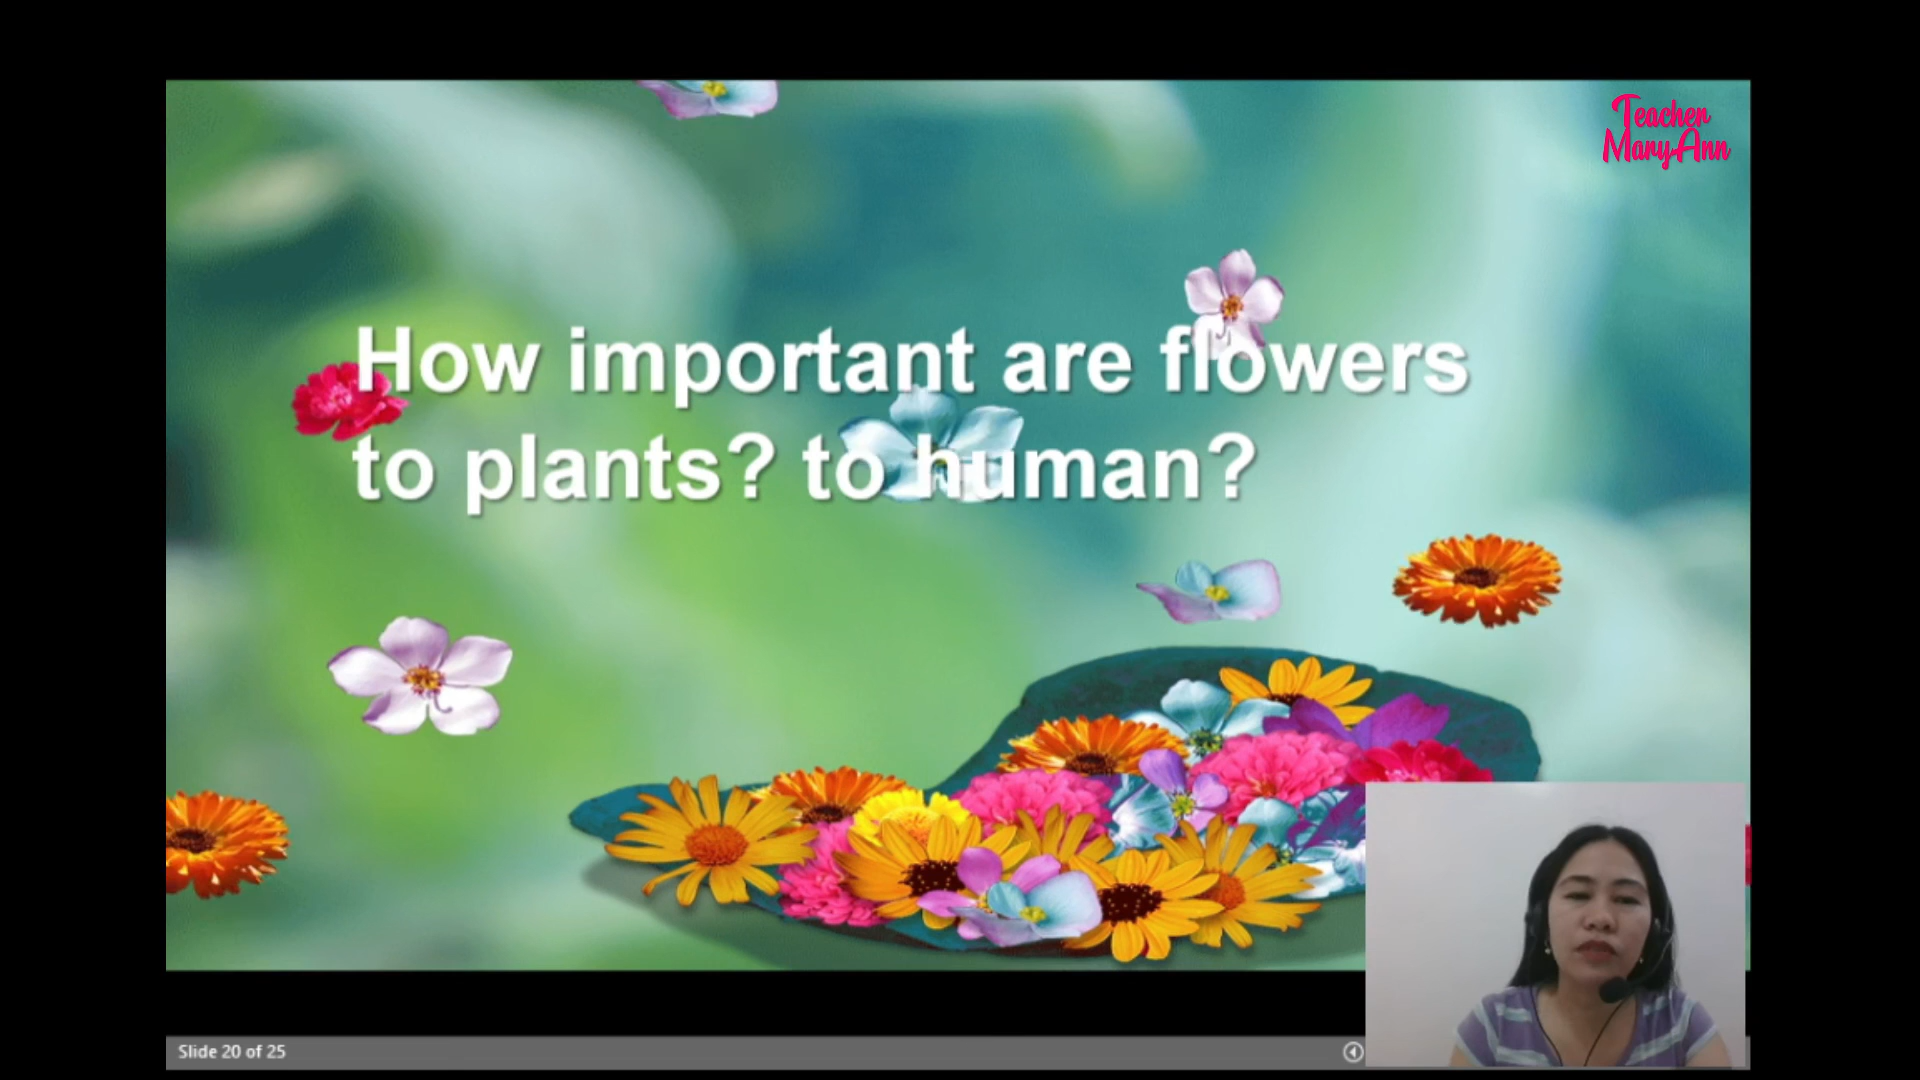 Teacher
MaryAnn
How important are flowers
to plants? to human?
Slide 20 of 25